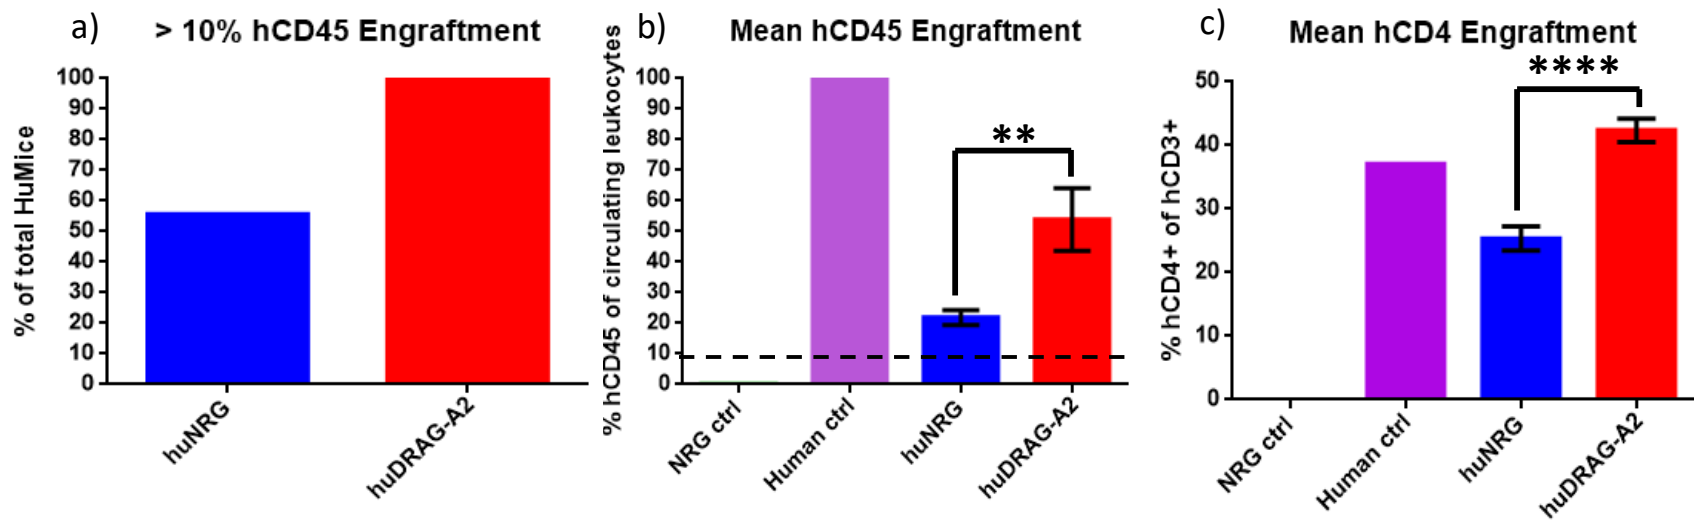 a)
> 10% hCD45 Engraftment
% of total HuMice
100
90
80
70
60
50
40
30
20
10
0
huNRG
huDRAG-A2
b)
Mean hCD45 Engraftment
% hCD45 of circulating leukocytes
100
90
80
70
60
50
40
30
20
10
0
**
NRG ctrl
Human ctrl
huNRG
huDRAG-A2
c)
Mean hCD4 Engraftment
% hCD4+ of hCD3+
50
40
30
20
10
0
****
NRG ctrl
Human ctrl
huNRG
huDRAG-A2